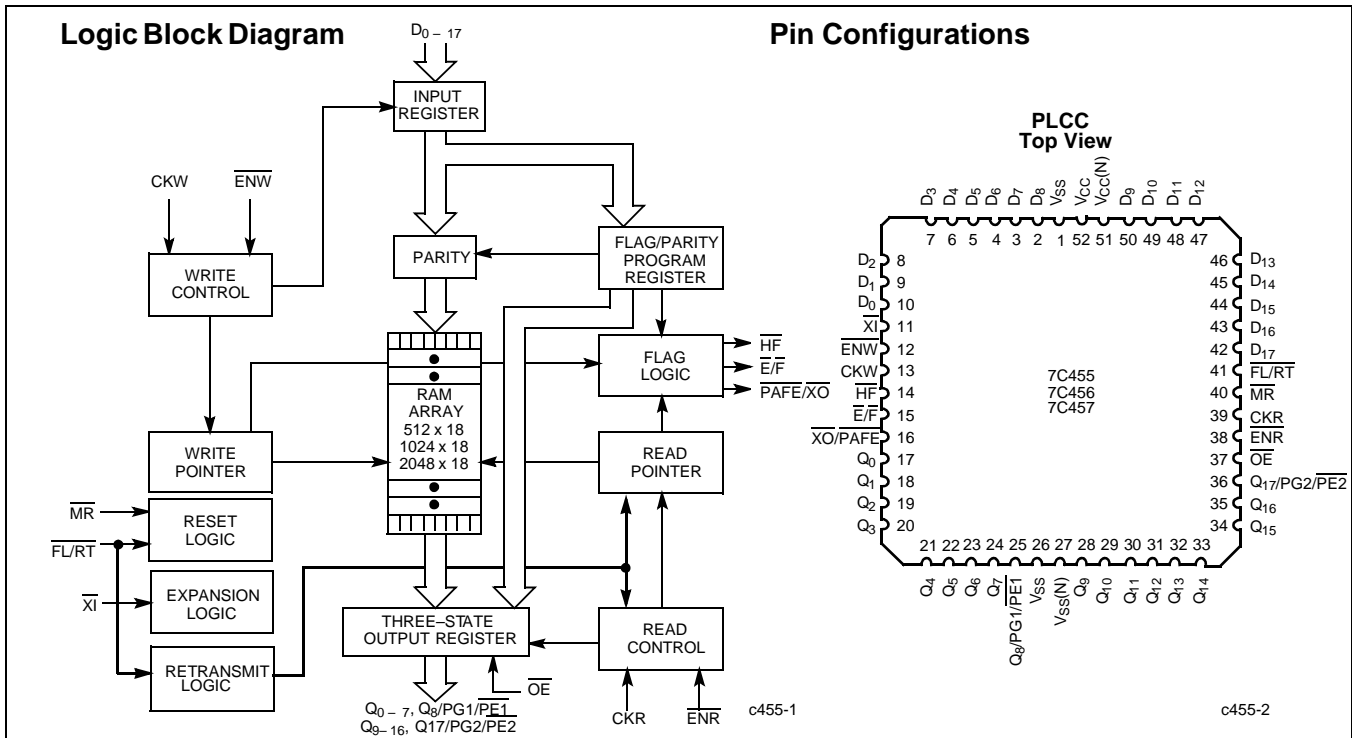 Logic Block Diagram
D0 – 17
INPUT
REGISTER
CKW
ENW
WRITE
CONTROL
PARITY
FLAG/PARITY
PROGRAM
REGISTER
FLAG
LOGIC
HF
E/F
PAFE/XO
RAM
ARRAY
512 x 18
1024 x 18
2048 x 18
WRITE
POINTER
READ
POINTER
MR
RESET
LOGIC
FL/RT
XI
EXPANSION
LOGIC
THREE–STATE
OUTPUT REGISTER
READ
CONTROL
RETRANSMIT
LOGIC
OE
Q0 – 7, Q8/PG1/PE1
Q9– 16, Q17/PG2/PE2
CKR
ENR
c455-1
Pin Configurations
PLCC
Top View
D3 D4 D5 D6 D7 D8 VSS VCC VCC(N) D9 D10 D11 D12
7 6 5 4 3 2 1 52 51 50 49 48 47
D2 8
D1 9
D0 10
XI 11
ENW 12
CKW 13
HF 14
E/F 15
XO/PAFE 16
Q0 17
Q1 18
Q2 19
Q3 20
7C455
7C456
7C457
46 D13
45 D14
44 D15
43 D16
42 D17
41 FL/RT
40 MR
39 CKR
38 ENR
37 OE
36 Q17/PG2/PE2
35 Q16
34 Q15
21 22 23 24 25 26 27 28 29 30 31 32 33
Q4 Q5 Q6 Q7 Q8/PG1/PE1 VSS VSS(N) Q9 Q10 Q11 Q12 Q13 Q14
c455-2